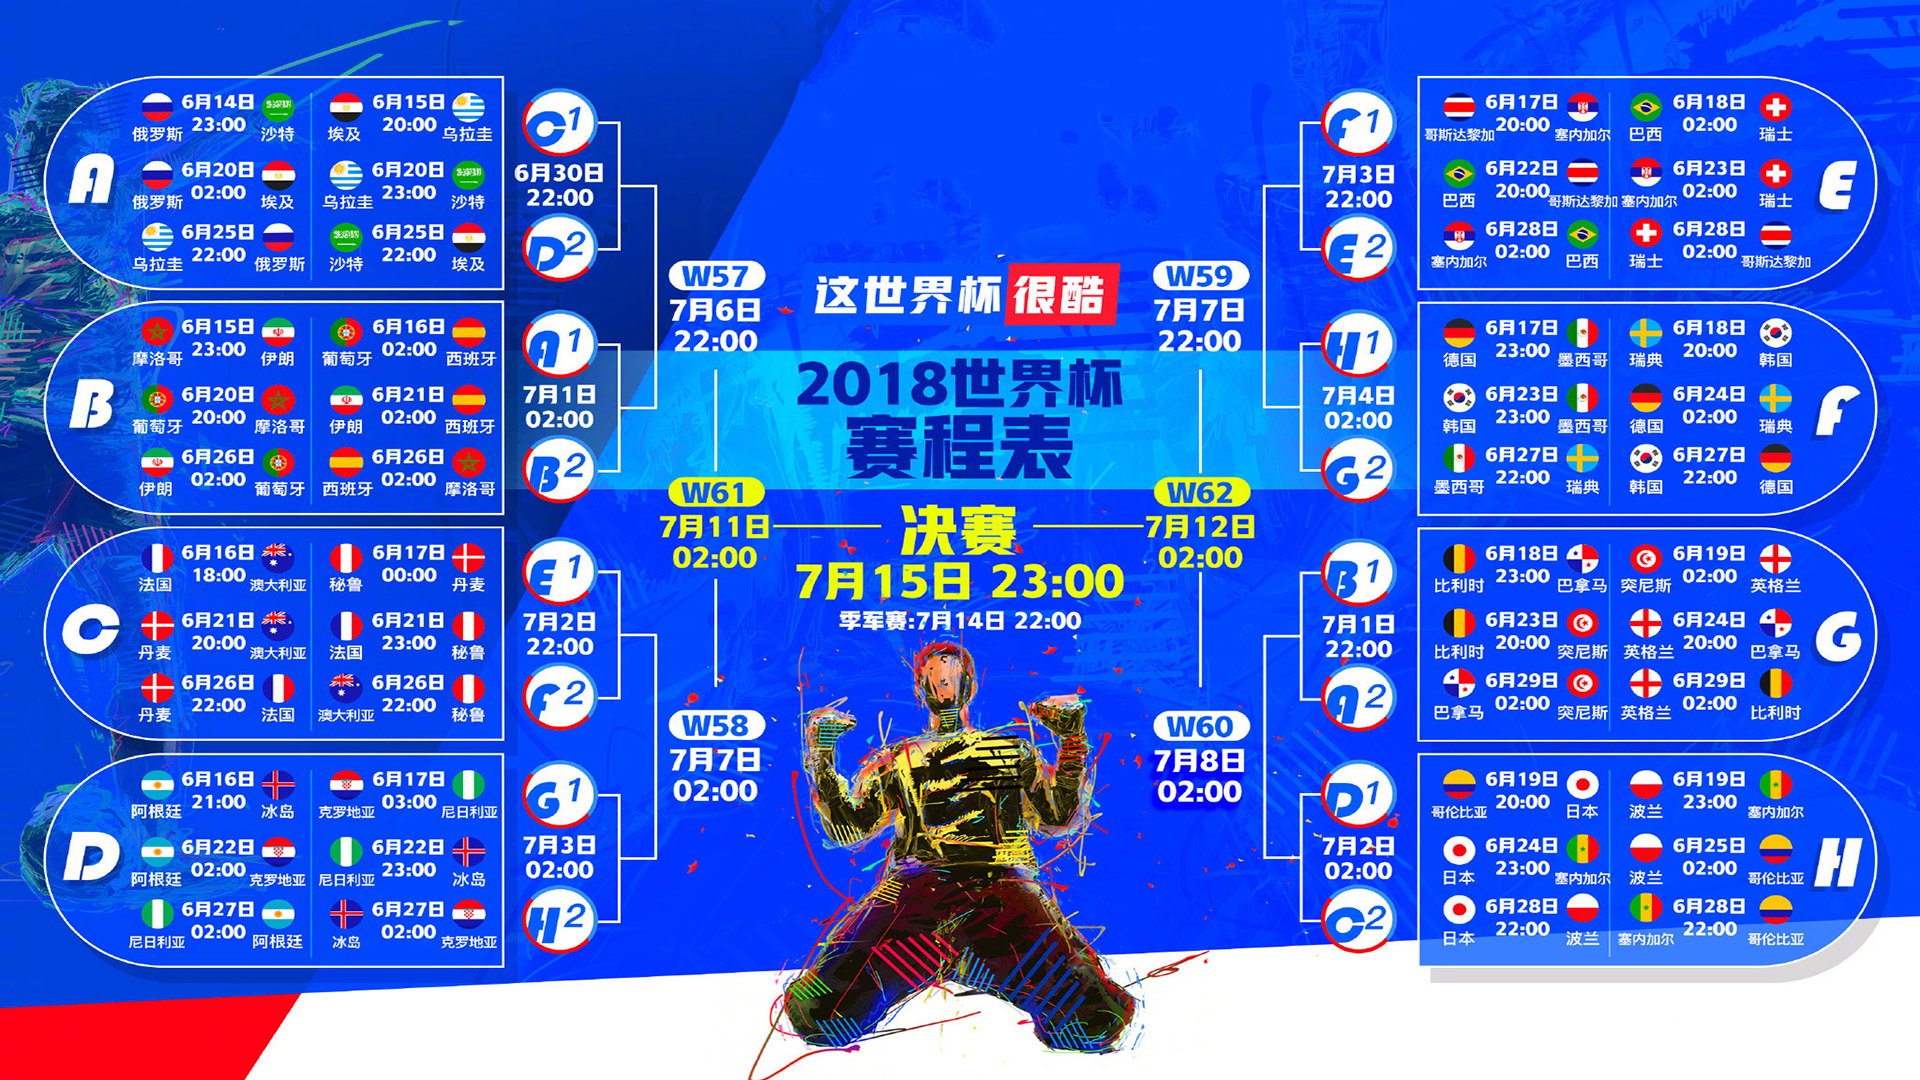 A
6月14日 6月15日
23:00 20:00
俄罗斯 沙特 埃及 乌拉圭
6月20日 6月20日
02:00 23:00
俄罗斯 埃及 乌拉圭 沙特
6月25日 6月25日
22:00 22:00
乌拉圭 俄罗斯 沙特 埃及
B
6月15日 6月16日
23:00 02:00
摩洛哥 伊朗 葡萄牙 西班牙
6月20日 6月21日
20:00 02:00
葡萄牙 摩洛哥 伊朗 西班牙
6月26日 6月26日
02:00 02:00
伊朗 葡萄牙 西班牙 摩洛哥
C
6月16日 6月17日
18:00 00:00
法国 澳大利亚 秘鲁 丹麦
6月21日 6月21日
20:00 23:00
丹麦 澳大利亚 法国 秘鲁
6月26日 6月26日
22:00 22:00
丹麦 法国 澳大利亚 秘鲁
D
6月16日 6月17日
21:00 03:00
阿根廷 冰岛 克罗地亚 尼日利亚
6月22日 6月22日
02:00 23:00
阿根廷 克罗地亚 尼日利亚 冰岛
6月27日 6月27日
02:00 02:00
尼日利亚 阿根廷 冰岛 克罗地亚
C1
6月30日
22:00
D2
A1
7月1日
02:00
B2
E1
7月2日
22:00
F2
G1
7月3日
02:00
H2
W57
7月6日
22:00
W61
7月11日
02:00
W58
7月7日
02:00
这世界杯 很酷
2018世界杯
赛程表
决赛
7月15日 23:00
季军赛:7月14日 22:00
W59
7月7日
22:00
W62
7月12日
02:00
W60
7月8日
02:00
F1
7月3日
22:00
E2
H1
7月4日
02:00
G2
B1
7月1日
22:00
A2
D1
7月2日
02:00
C2
E
6月17日 6月18日
20:00 02:00
哥斯达黎加 塞内加尔 巴西 瑞士
6月22日 6月23日
20:00 02:00
巴西 哥斯达黎加 塞内加尔 瑞士
6月28日 6月28日
02:00 02:00
塞内加尔 巴西 瑞士 哥斯达黎加
F
6月17日 6月18日
23:00 20:00
德国 墨西哥 瑞典 韩国
6月23日 6月24日
23:00 02:00
韩国 墨西哥 德国 瑞典
6月27日 6月27日
22:00 22:00
墨西哥 瑞典 韩国 德国
G
6月18日 6月19日
23:00 02:00
比利时 巴拿马 突尼斯 英格兰
6月23日 6月24日
20:00 20:00
比利时 突尼斯 英格兰 巴拿马
6月29日 6月29日
02:00 02:00
巴拿马 突尼斯 英格兰 比利时
H
6月19日 6月19日
20:00 23:00
哥伦比亚 日本 波兰 塞内加尔
6月24日 6月25日
23:00 02:00
日本 塞内加尔 波兰 哥伦比亚
6月28日 6月28日
22:00 22:00
日本 波兰 塞内加尔 哥伦比亚